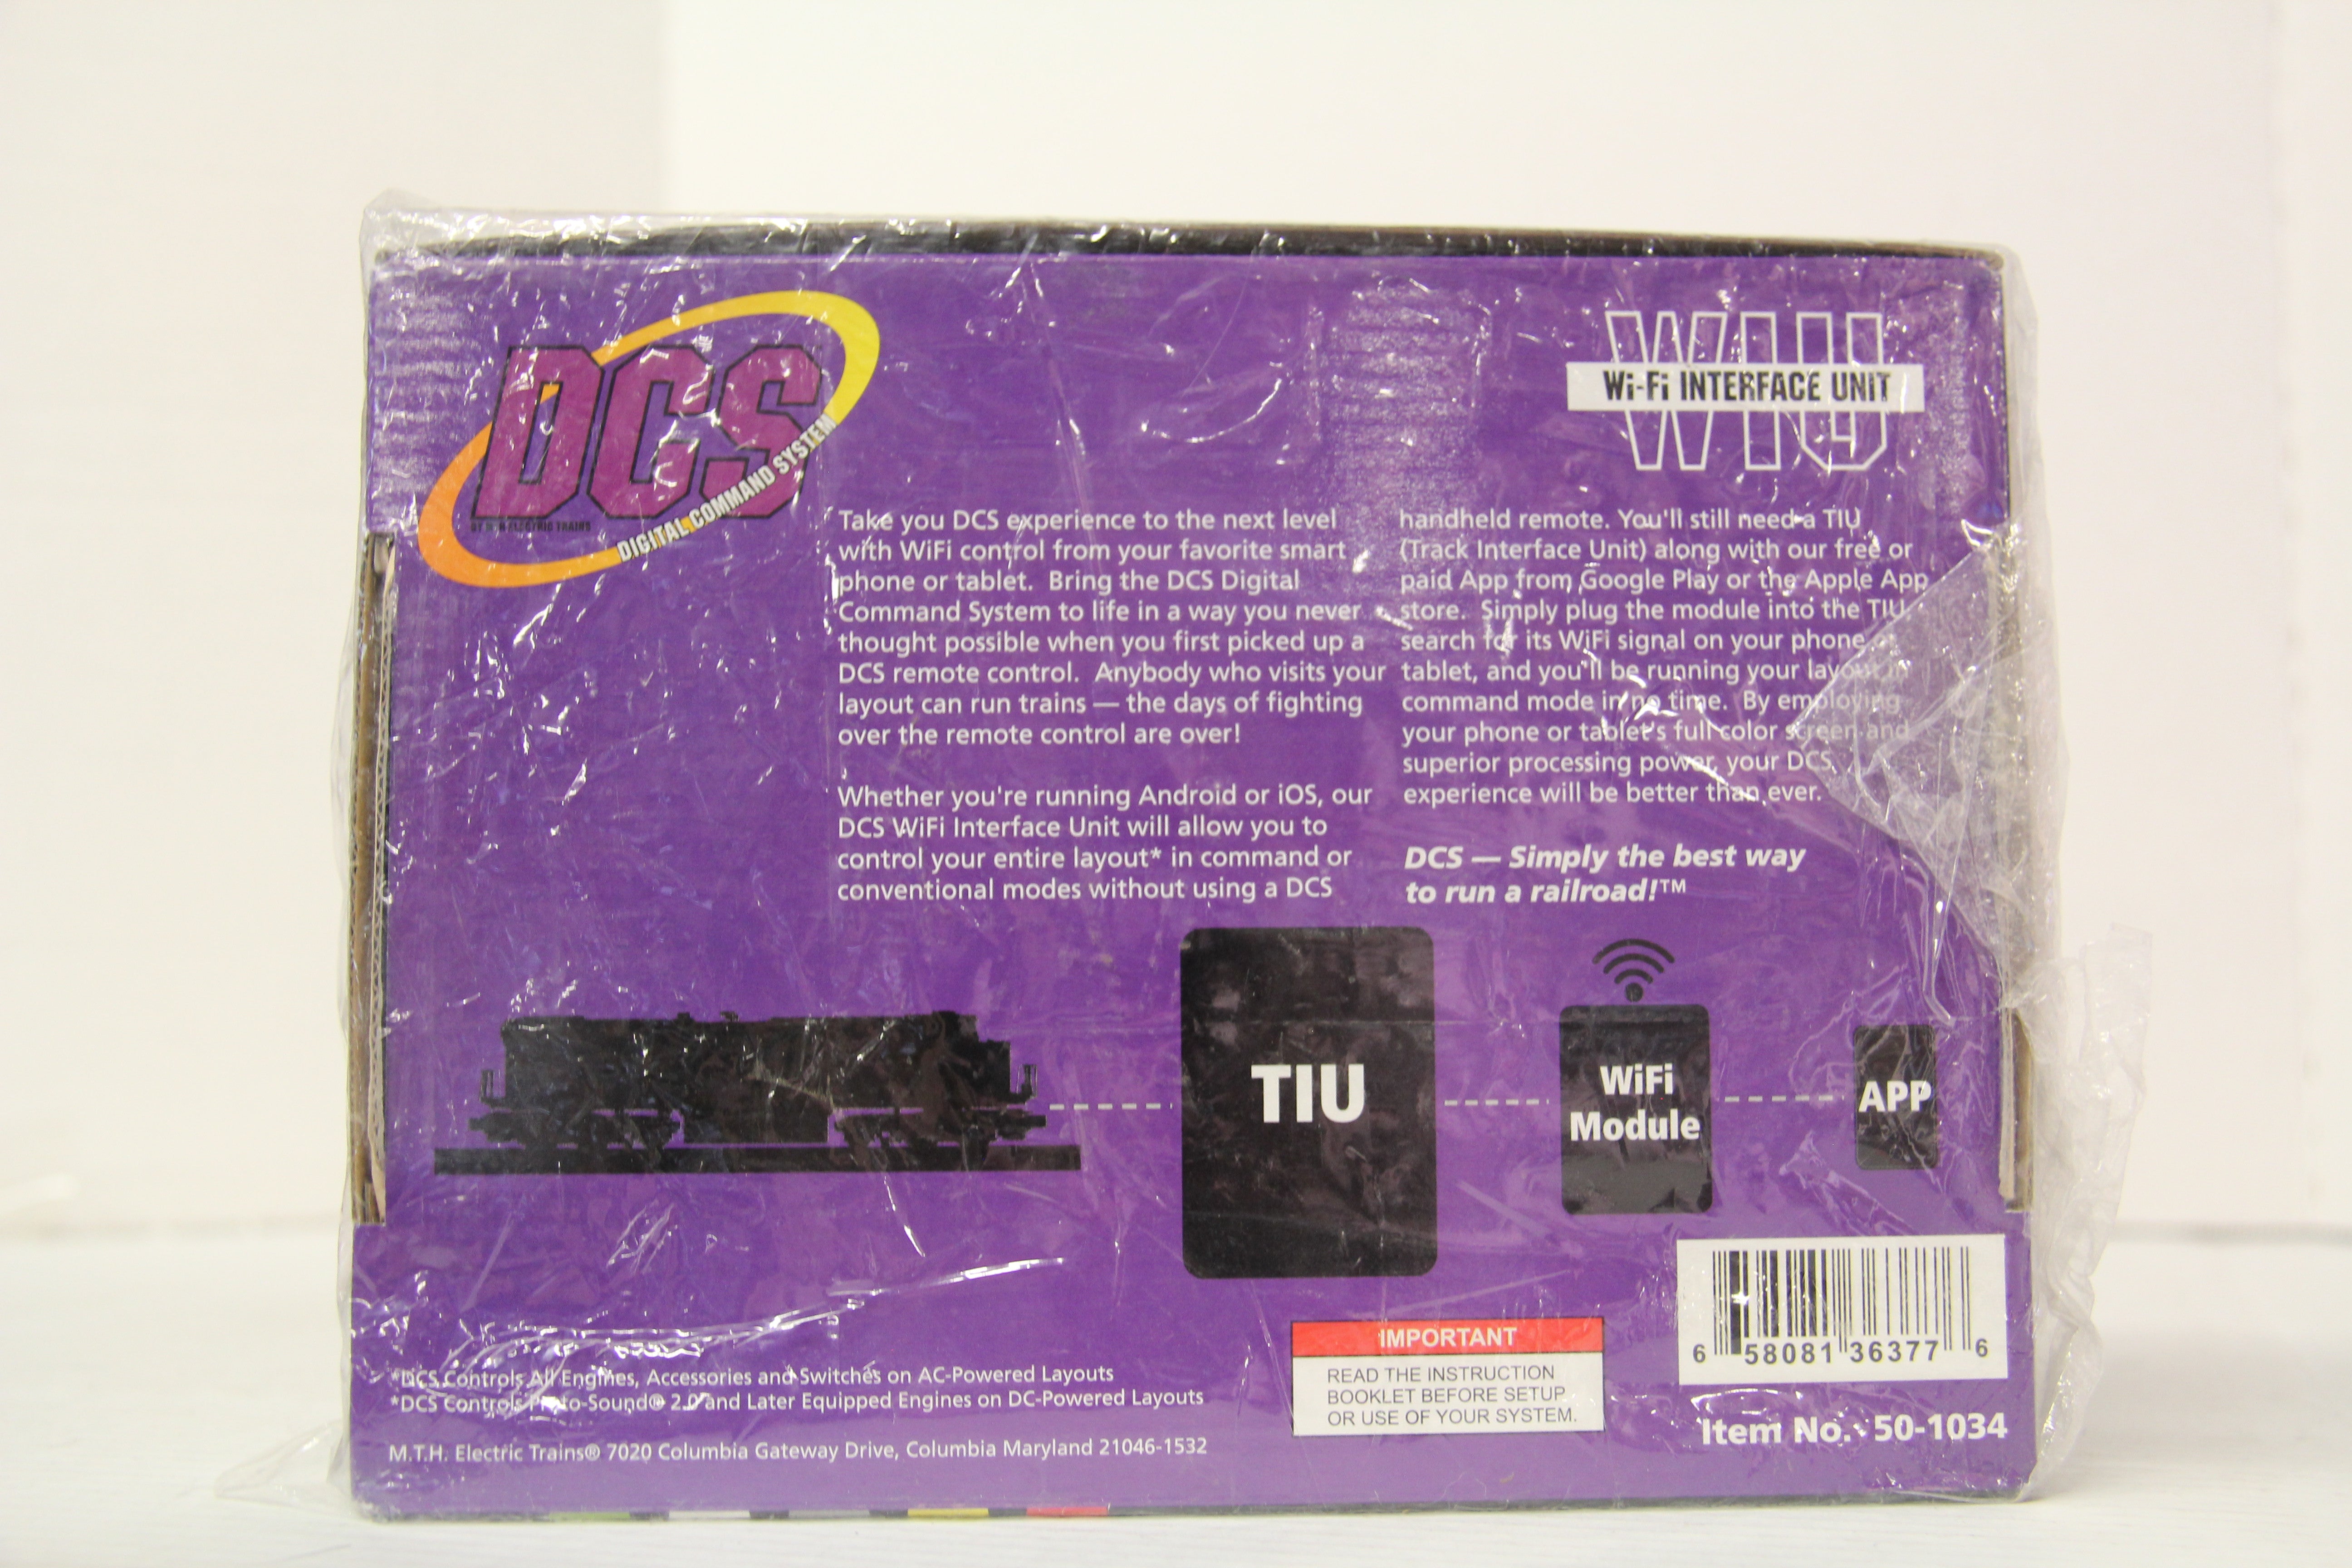 DCS
BY M.T.H ELECTRIC TRAINS
DIGITAL COMMAND SYSTEM
WIU
Wi-Fi INTERFACE UNIT
Take you DCS experience to the next level
with WiFi control from your favorite smart
phone or tablet. Bring the DCS Digital
Command System to life in a way you never
thought possible when you first picked up a
DCS remote control. Anybody who visits your
layout can run trains — the days of fighting
over the remote control are over!
Whether you're running Android or iOS, our
DCS WiFi Interface Unit will allow you to
control your entire layout* in command or
conventional modes without using a DCS
handheld remote. You'll still need a TIU
(Track Interface Unit) along with our free or
paid App from Google Play or the Apple App
store. Simply plug the module into the TIU,
search for its WiFi signal on your phone or
tablet, and you'll be running your layout in
command mode in no time. By employing
your phone or tablet's full color screen and
superior processing power, your DCS
experience will be better than ever.
DCS — Simply the best way
to run a railroad!™
TIU
WiFi
Module
APP
*DCS Controls All Engines, Accessories and Switches on AC-Powered Layouts
*DCS Controls Proto-Sound® 2.0 and Later Equipped Engines on DC-Powered Layouts
M.T.H. Electric Trains® 7020 Columbia Gateway Drive, Columbia Maryland 21046-1532
IMPORTANT
READ THE INSTRUCTION
BOOKLET BEFORE SETUP
OR USE OF YOUR SYSTEM.
6 58081 36377 6
Item No.: 50-1034